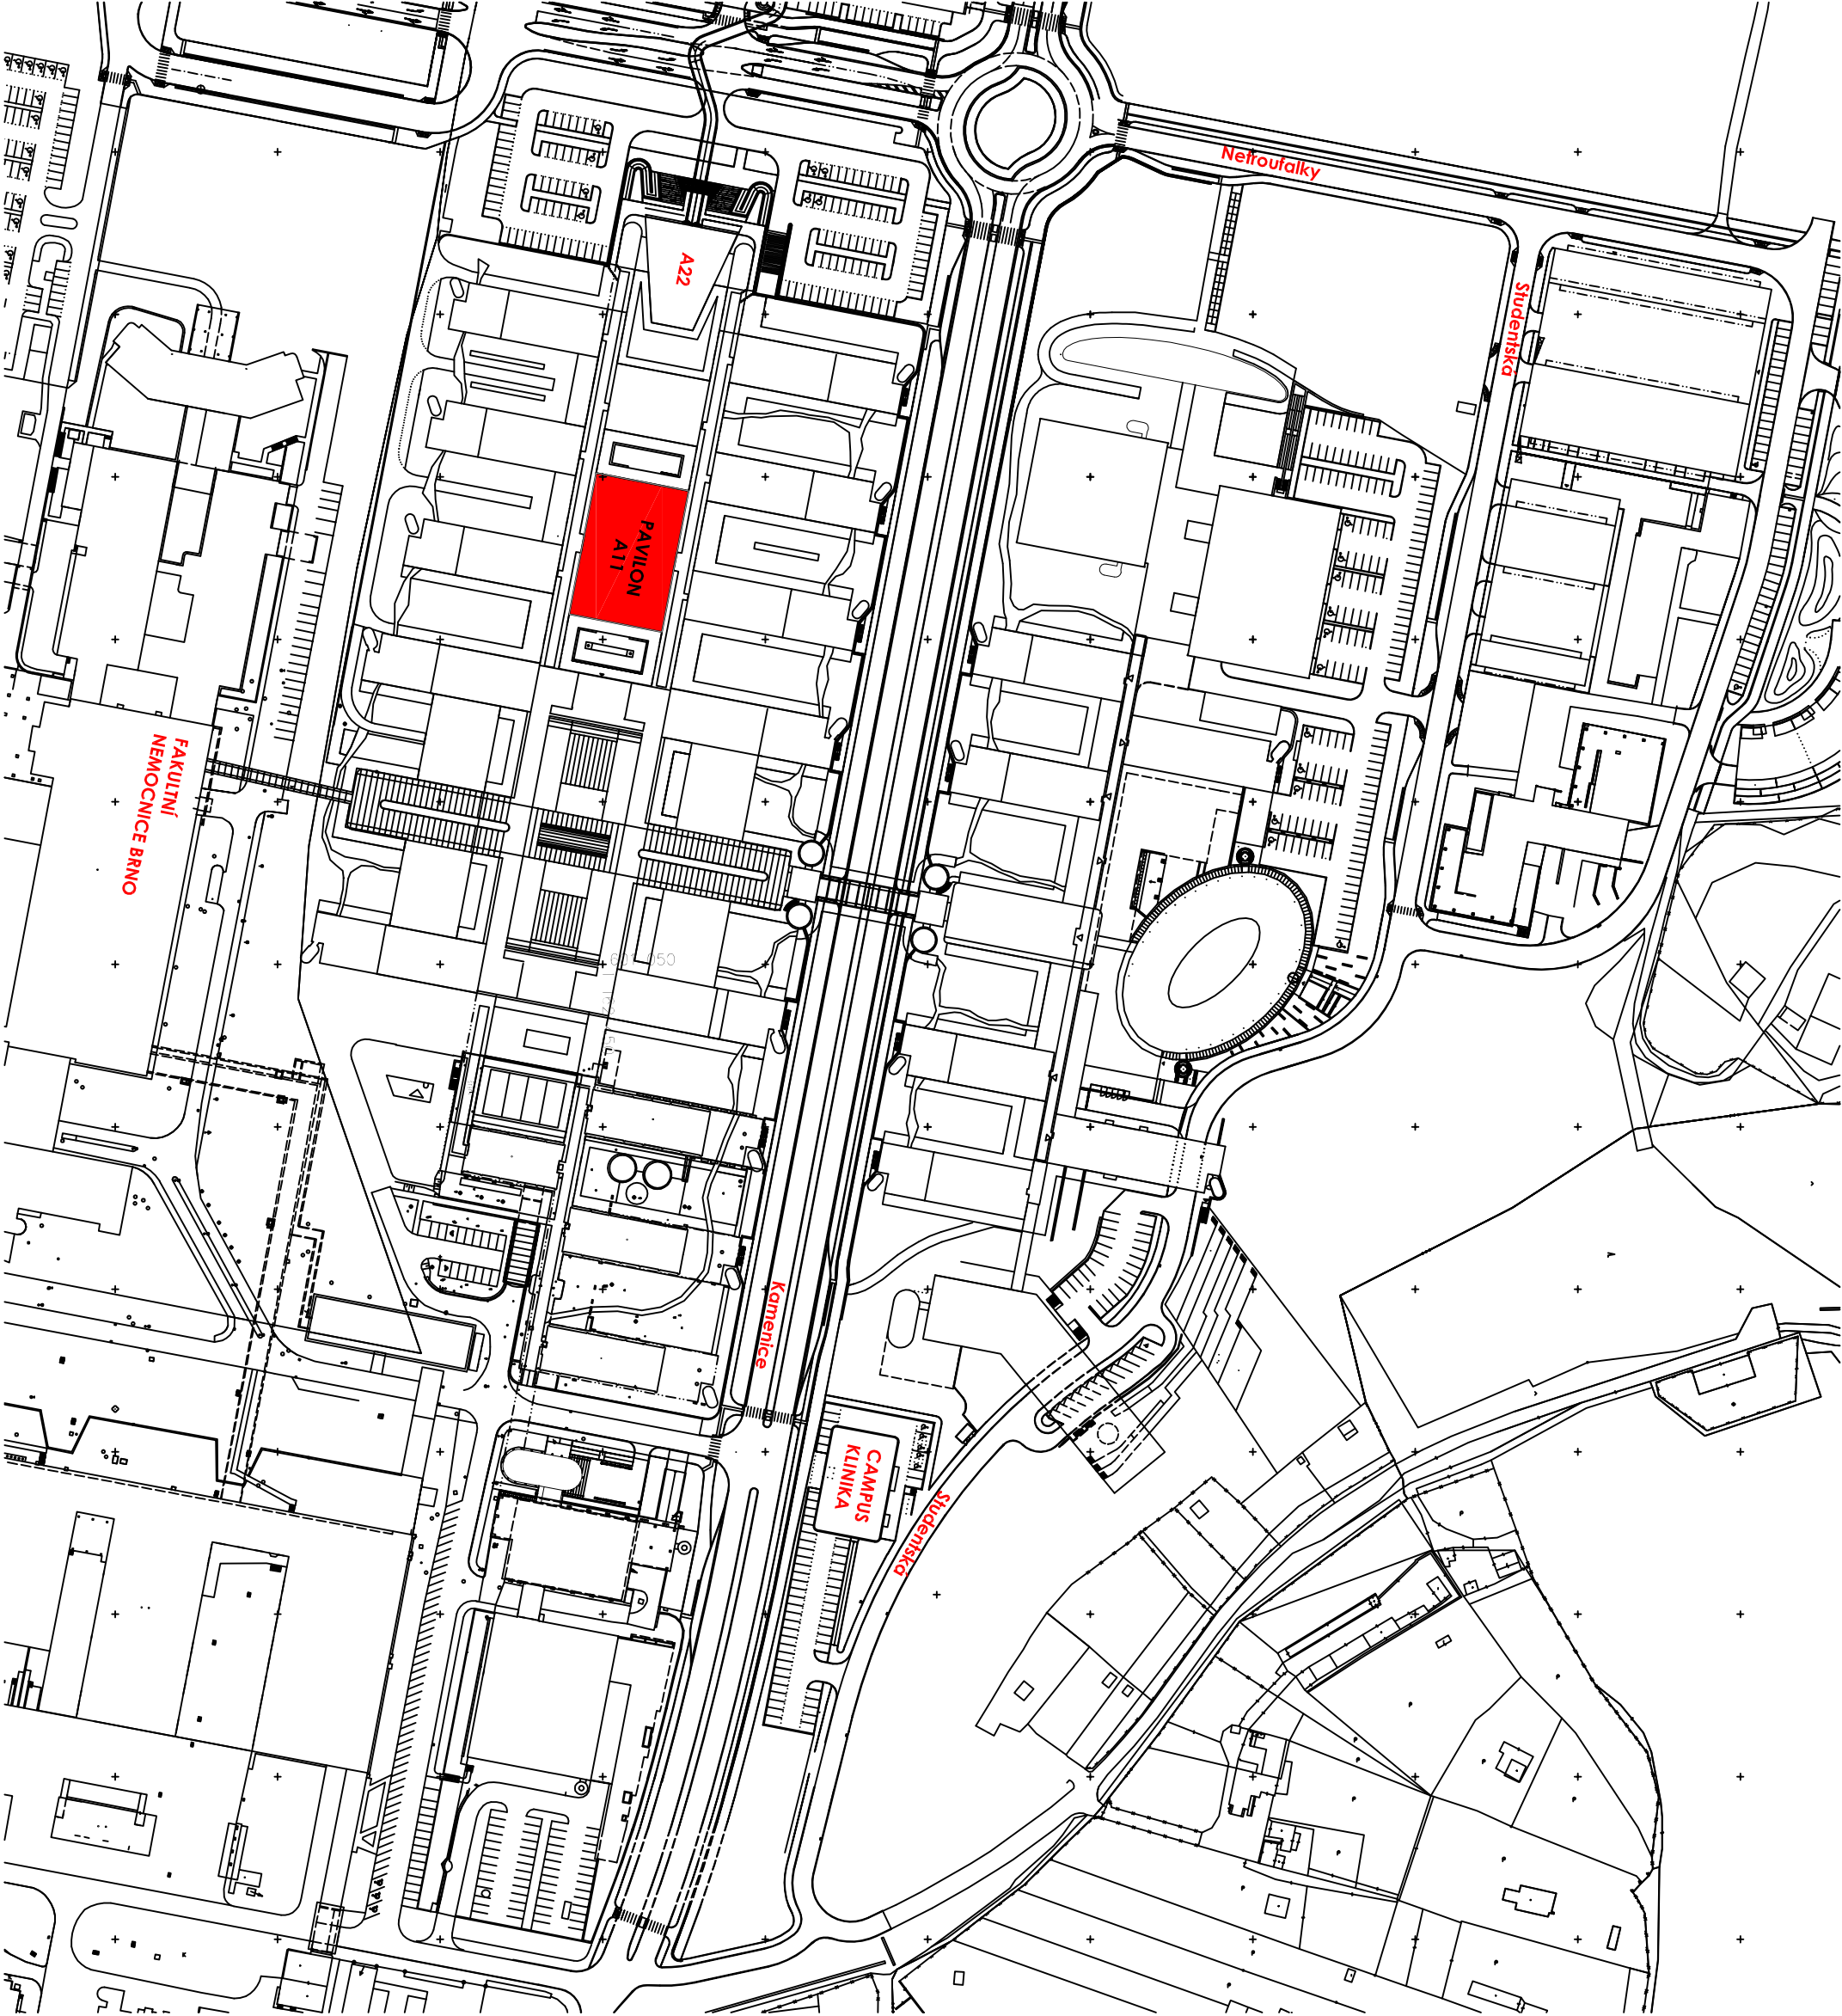 Netroufalky
A22
Studentská
PAVILON
A11
FAKULTNÍ
NEMOCNICE BRNO
Kamenice
CAMPUS
KLINIKA
Studentská